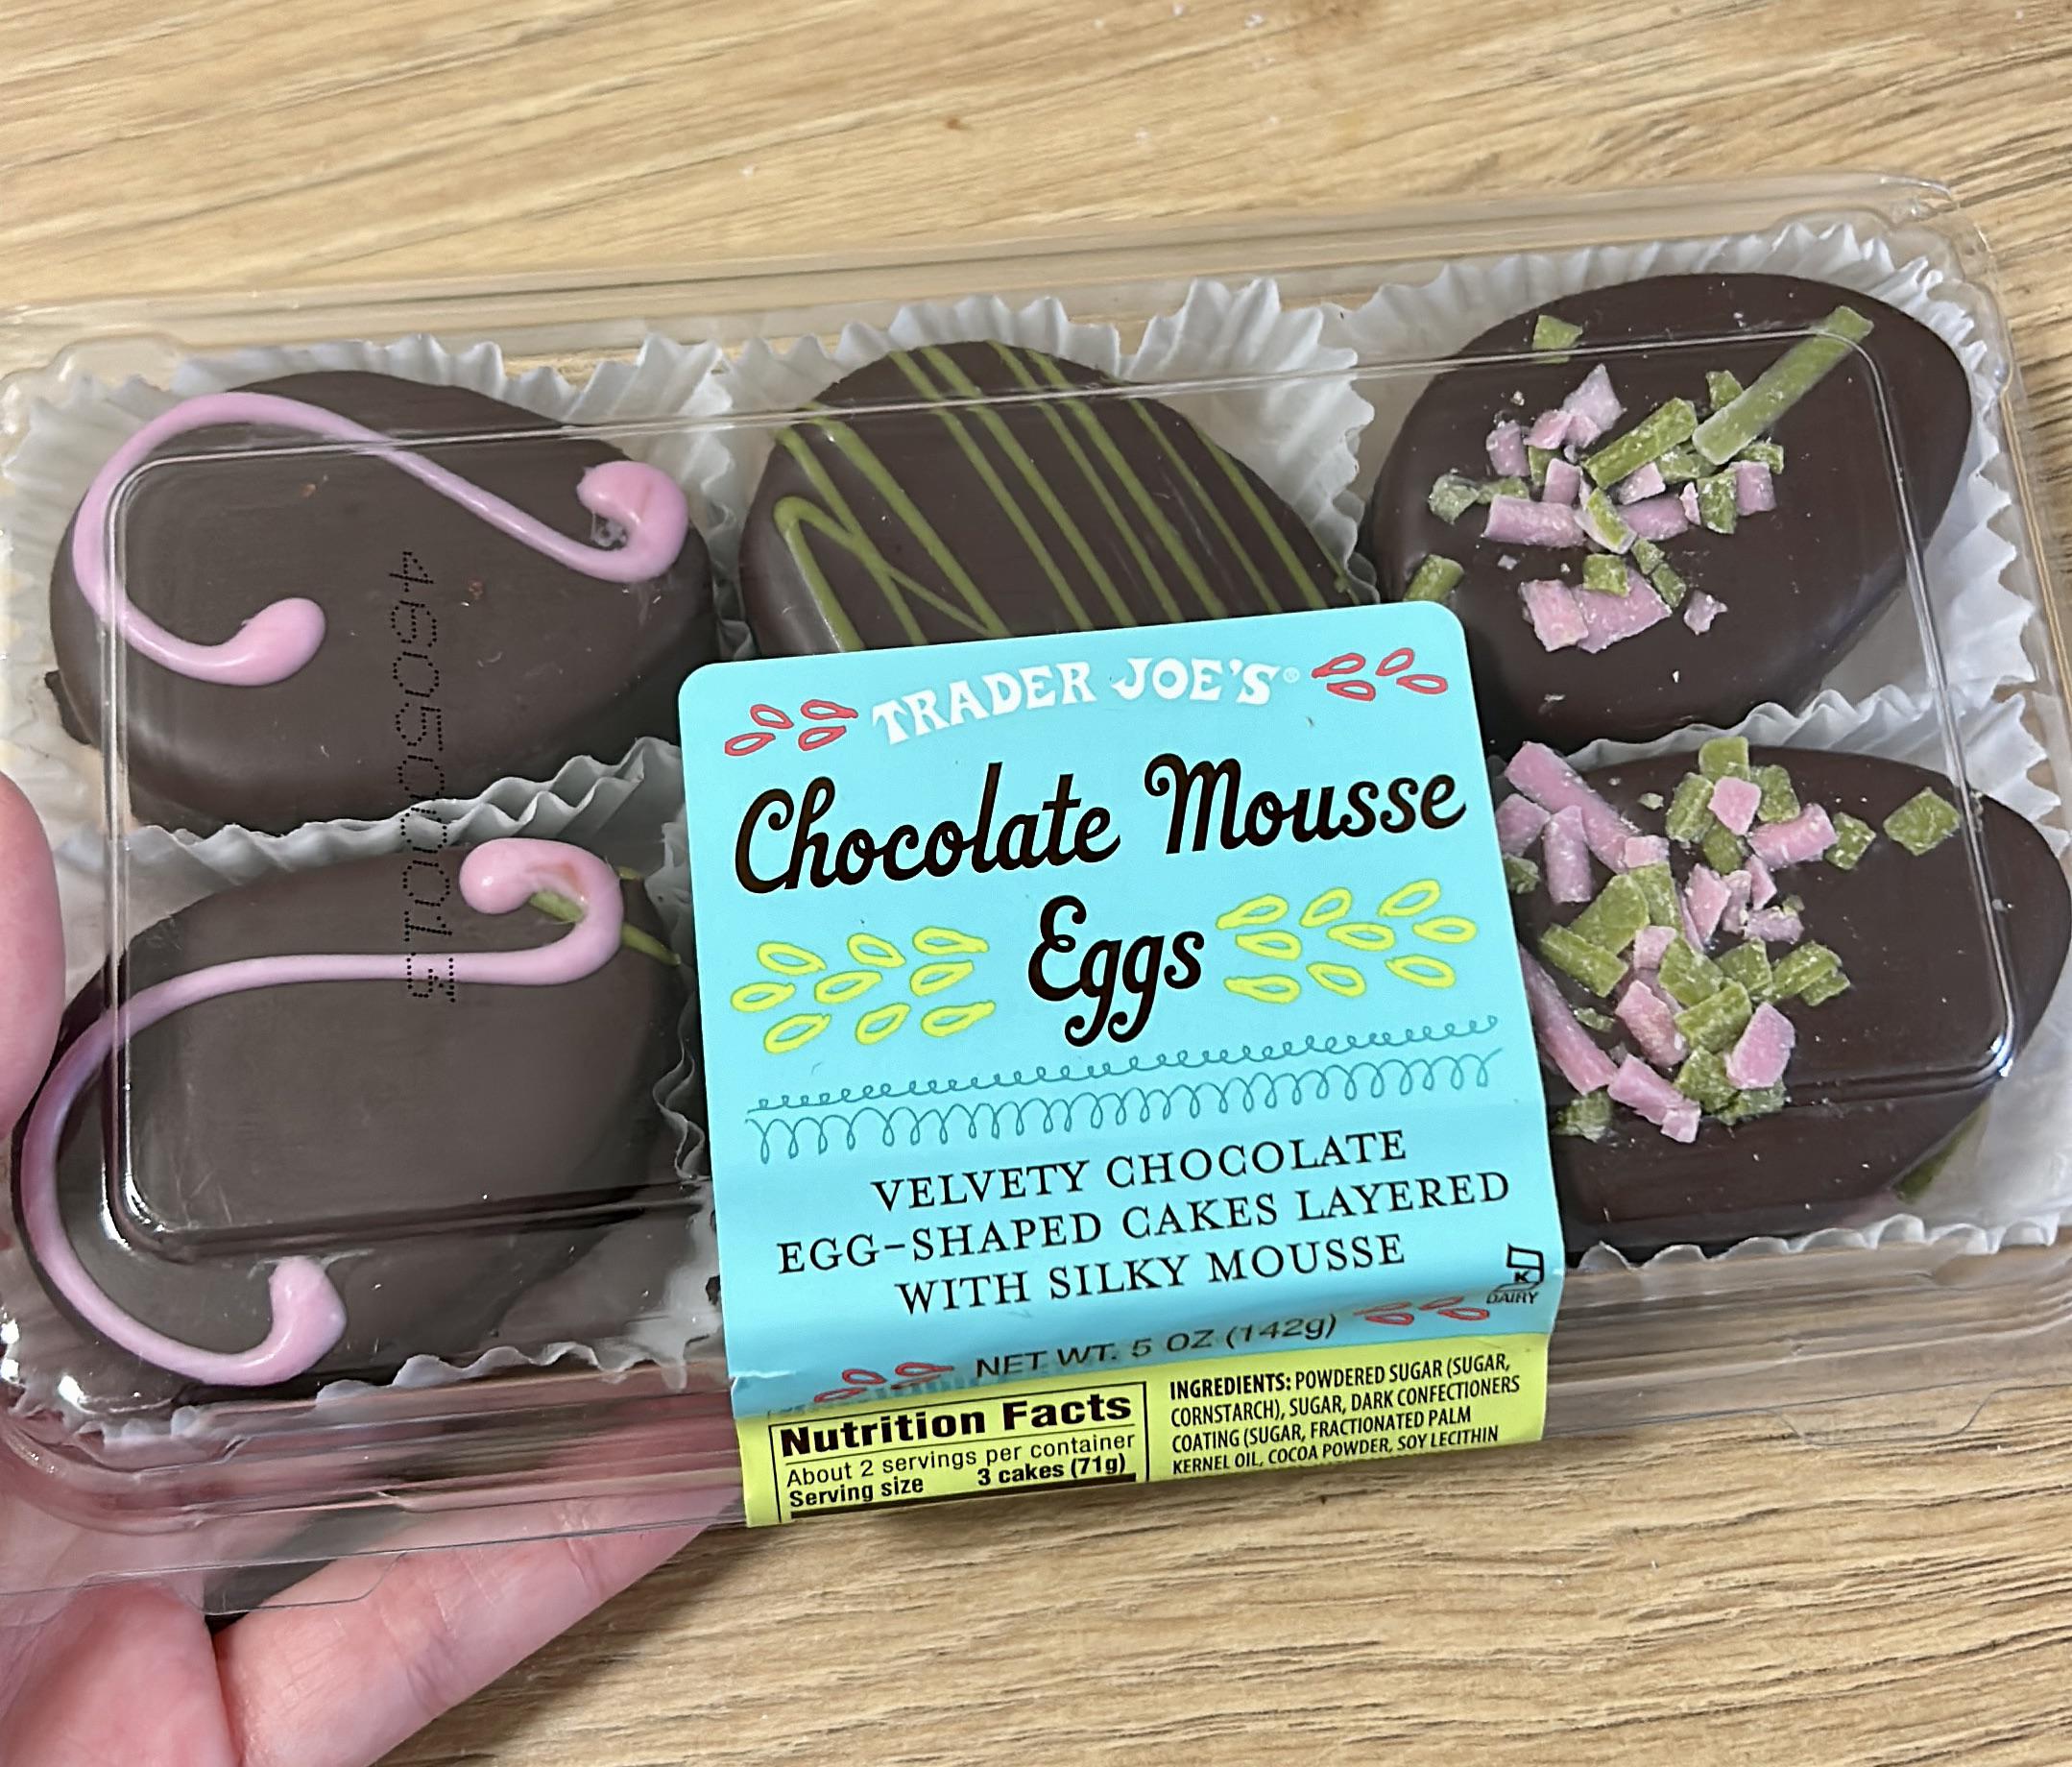 TRADER JOE'S®
Chocolate Mousse
Eggs
VELVETY CHOCOLATE
EGG-SHAPED CAKES LAYERED
WITH SILKY MOUSSE
K
DAIRY
NET WT. 5 OZ (142g)
Nutrition Facts
About 2 servings per container
Serving size 3 cakes (71g)
INGREDIENTS: POWDERED SUGAR (SUGAR,
CORNSTARCH), SUGAR, DARK CONFECTIONERS
COATING (SUGAR, FRACTIONATED PALM
KERNEL OIL, COCOA POWDER, SOY LECITHIN